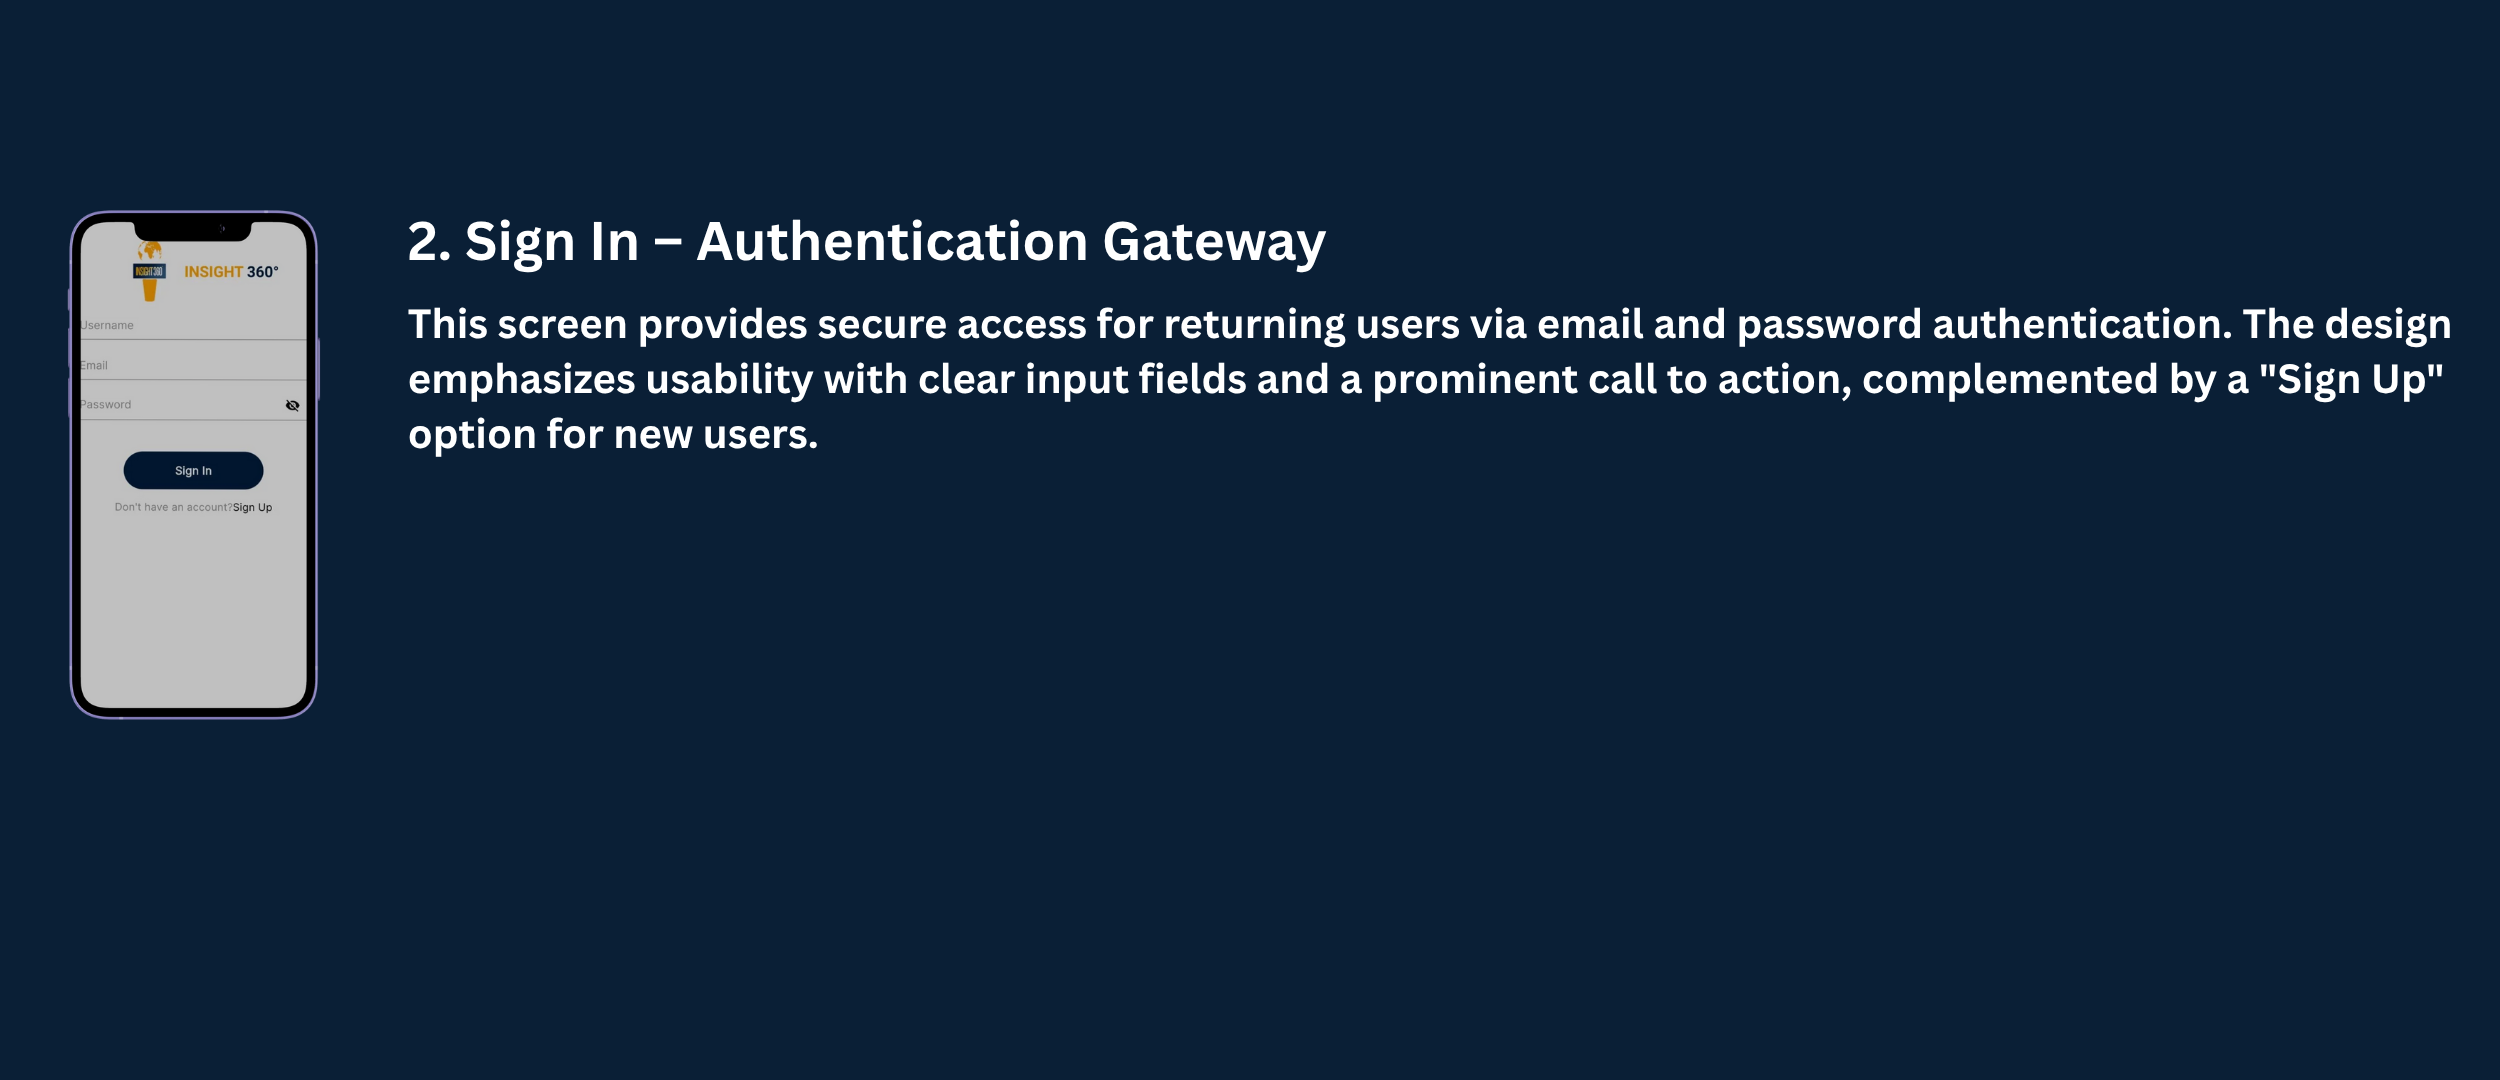 INSIGHT 360
INSIGHT 360°
Username
Email
Password
Sign In
Don't have an account?Sign Up
2. Sign In – Authentication Gateway
This screen provides secure access for returning users via email and password authentication. The design
emphasizes usability with clear input fields and a prominent call to action, complemented by a "Sign Up"
option for new users.